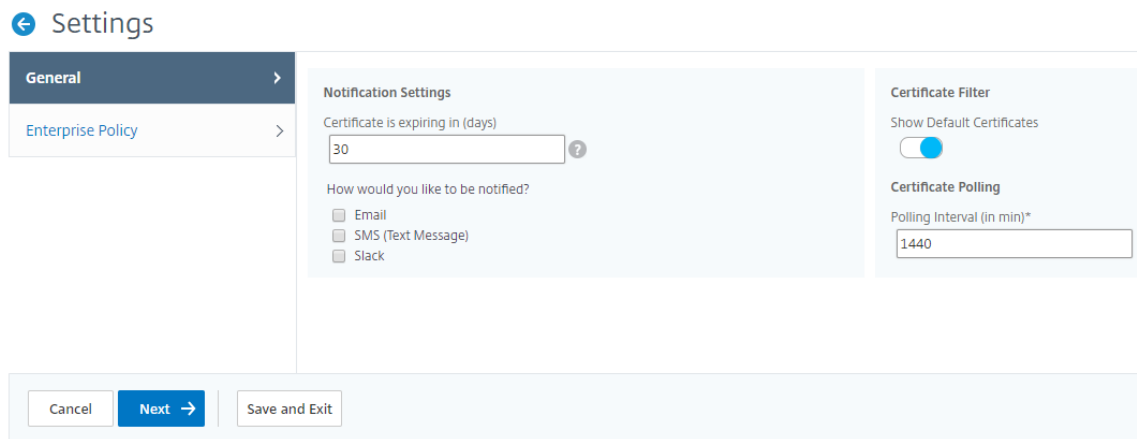 Settings
General
Enterprise Policy
Notification Settings
Certificate is expiring in (days)
30
?
How would you like to be notified?
Email
SMS (Text Message)
Slack
Certificate Filter
Show Default Certificates
Certificate Polling
Polling Interval (in min)*
1440
Cancel
Next
Save and Exit